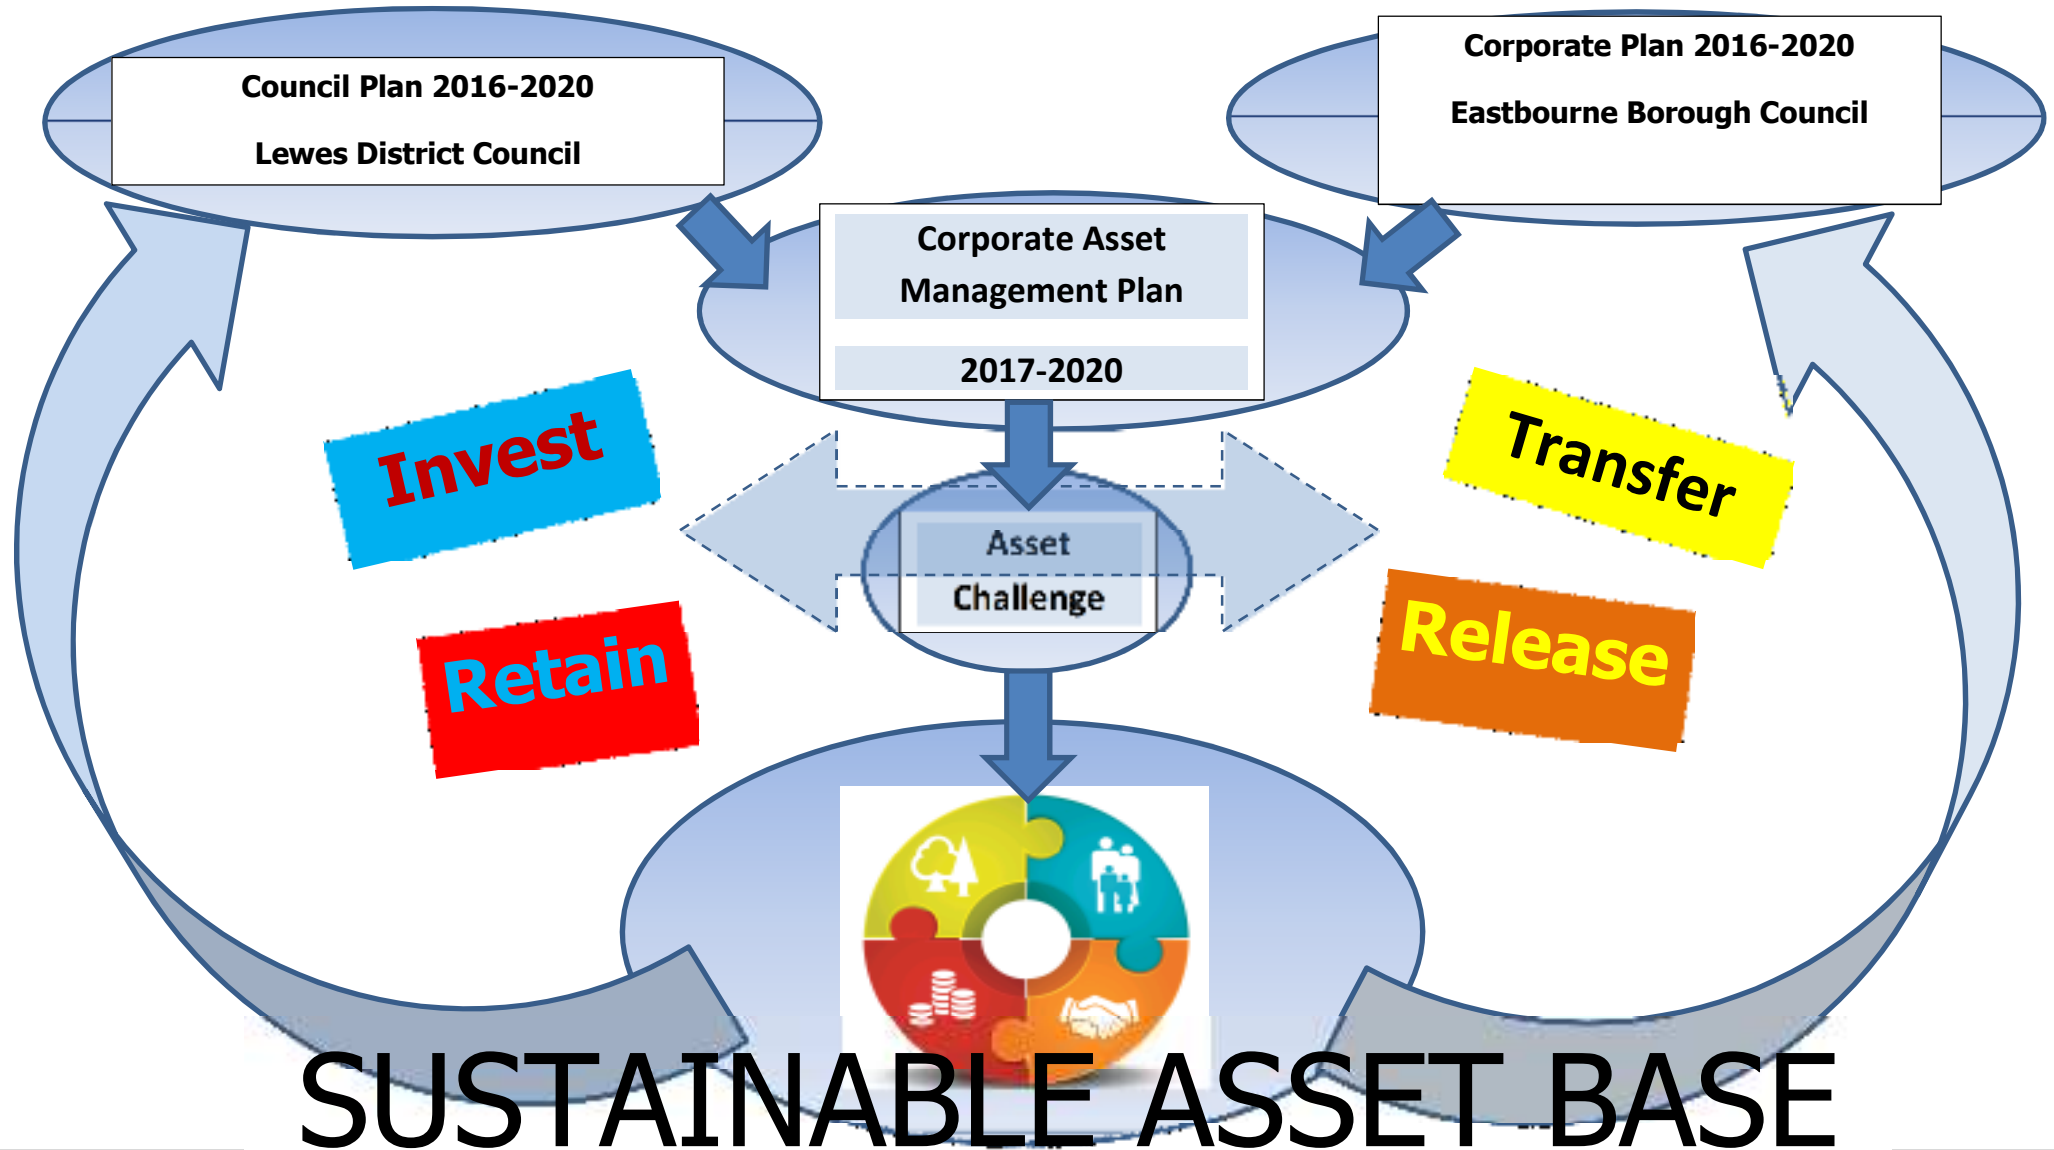 Council Plan 2016-2020
Lewes District Council
Corporate Plan 2016-2020
Eastbourne Borough Council
Corporate Asset
Management Plan
2017-2020
Invest
Transfer
Asset
Challenge
Retain
Release
SUSTAINABLE ASSET BASE